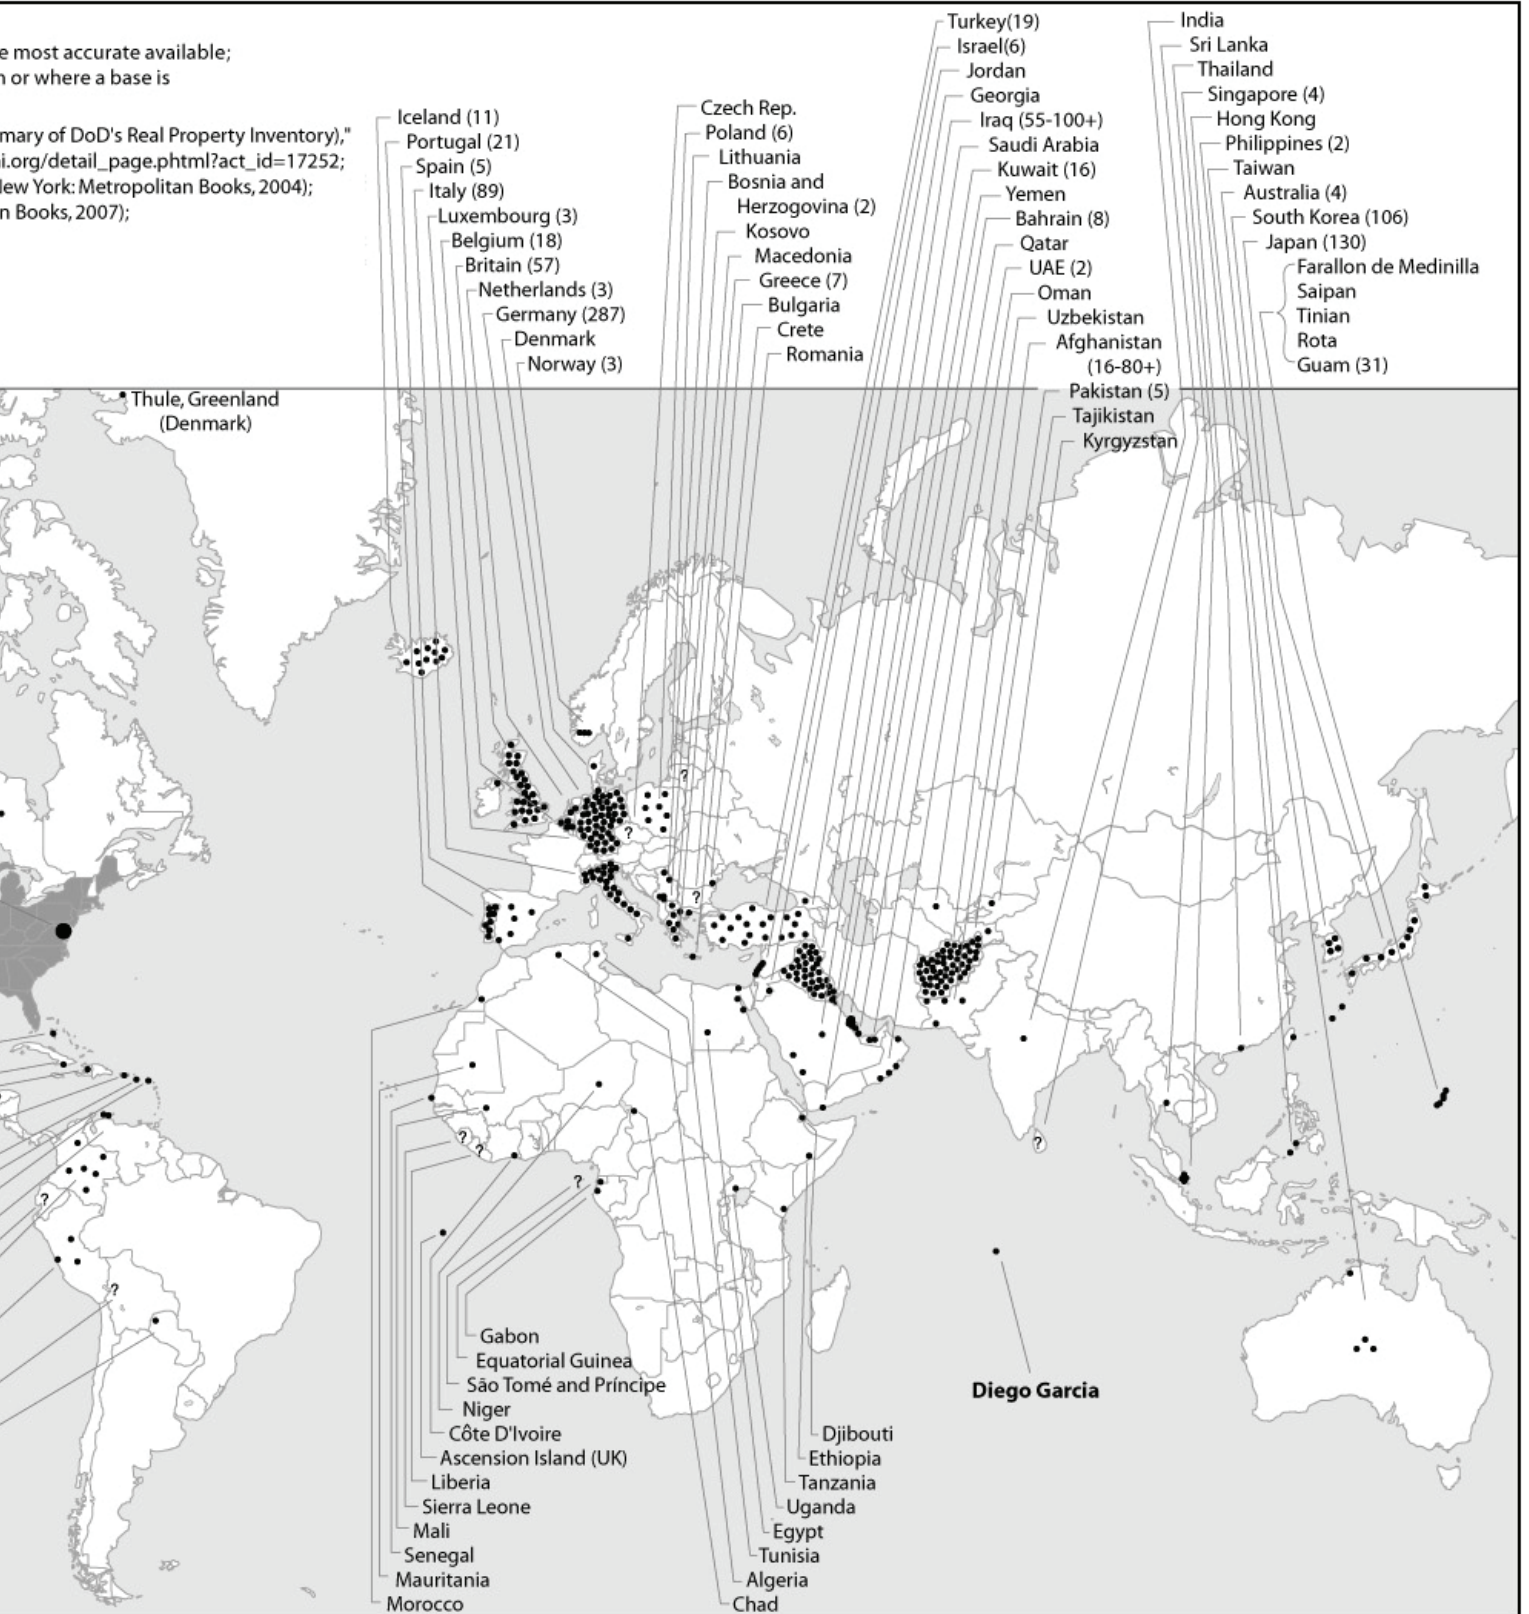 e most accurate available;
n or where a base is
mmary of DoD's Real Property Inventory),"
ni.org/detail_page.phtml?act_id=17252;
New York: Metropolitan Books, 2004);
n Books, 2007);
Iceland (11)
Portugal (21)
Spain (5)
Italy (89)
Luxembourg (3)
Belgium (18)
Britain (57)
Netherlands (3)
Germany (287)
Denmark
Norway (3)
Czech Rep.
Poland (6)
Lithuania
Bosnia and
Herzogovina (2)
Kosovo
Macedonia
Greece (7)
Bulgaria
Crete
Romania
Turkey(19)
Israel(6)
Jordan
Georgia
Iraq (55-100+)
Saudi Arabia
Kuwait (16)
Yemen
Bahrain (8)
Qatar
UAE (2)
Oman
Uzbekistan
Afghanistan
(16-80+)
Pakistan (5)
Tajikistan
Kyrgyzstan
India
Sri Lanka
Thailand
Singapore (4)
Hong Kong
Philippines (2)
Taiwan
Australia (4)
South Korea (106)
Japan (130)
Farallon de Medinilla
Saipan
Tinian
Rota
Guam (31)
Thule, Greenland
(Denmark)
?
?
?
?
?
?
?
?
?
Diego Garcia
Gabon
Equatorial Guinea
São Tomé and Príncipe
Niger
Côte D'Ivoire
Ascension Island (UK)
Liberia
Sierra Leone
Mali
Senegal
Mauritania
Morocco
Djibouti
Ethiopia
Tanzania
Uganda
Egypt
Tunisia
Algeria
Chad